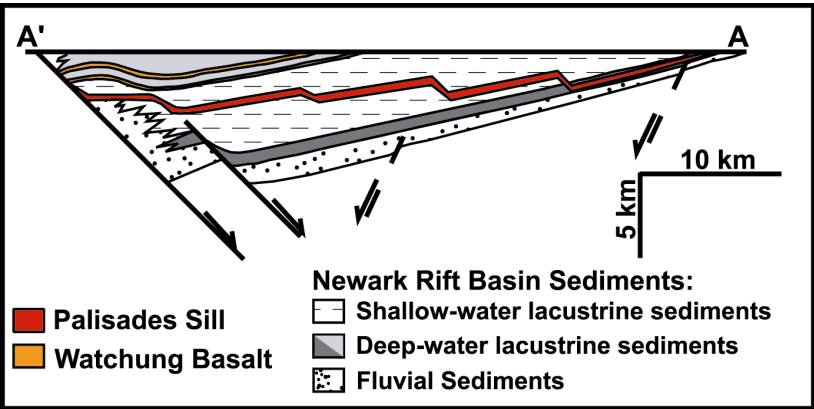 A'
A
10 km
5 km
Newark Rift Basin Sediments:
Shallow-water lacustrine sediments
Deep-water lacustrine sediments
Fluvial Sediments
Palisades Sill
Watchung Basalt